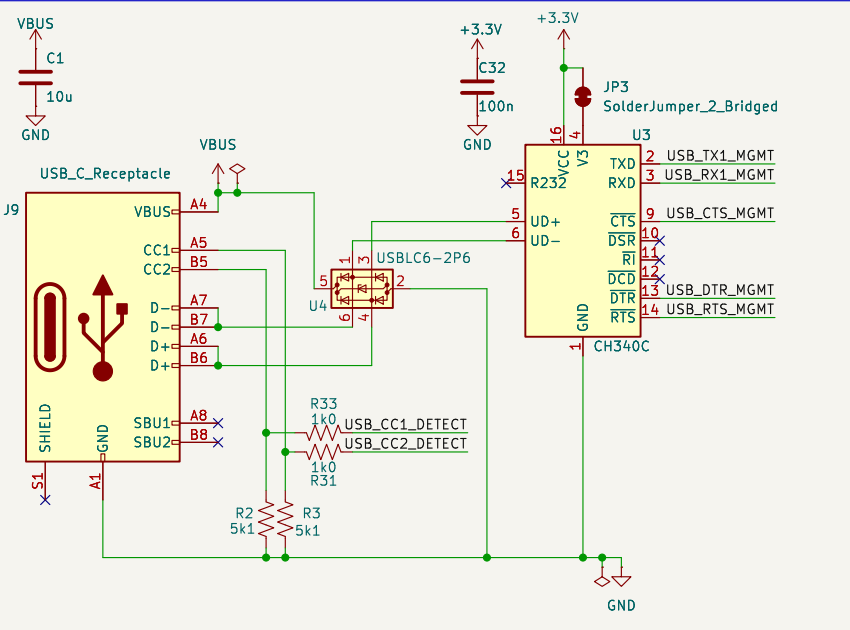 VBUS
C1
10u
GND
+3.3V
C32
100n
GND
+3.3V
JP3
SolderJumper_2_Bridged
U3
16
4
VCC
V3
15
R232
5
UD+
6
UD-
TXD
2
USB_TX1_MGMT
RXD
3
USB_RX1_MGMT
CTS
9
USB_CTS_MGMT
DSR
10
RI
11
DCD
12
DTR
13
USB_DTR_MGMT
RTS
14
USB_RTS_MGMT
GND
1
CH340C
VBUS
USB_C_Receptacle
J9
VBUS
A4
CC1
A5
CC2
B5
D-
A7
D-
B7
D+
A6
D+
B6
SBU1
A8
SBU2
B8
SHIELD
GND
S1
A1
USBLC6-2P6
1
3
5
2
U4
6
4
R33
1k0
USB_CC1_DETECT
USB_CC2_DETECT
1k0
R31
R2
5k1
R3
5k1
GND